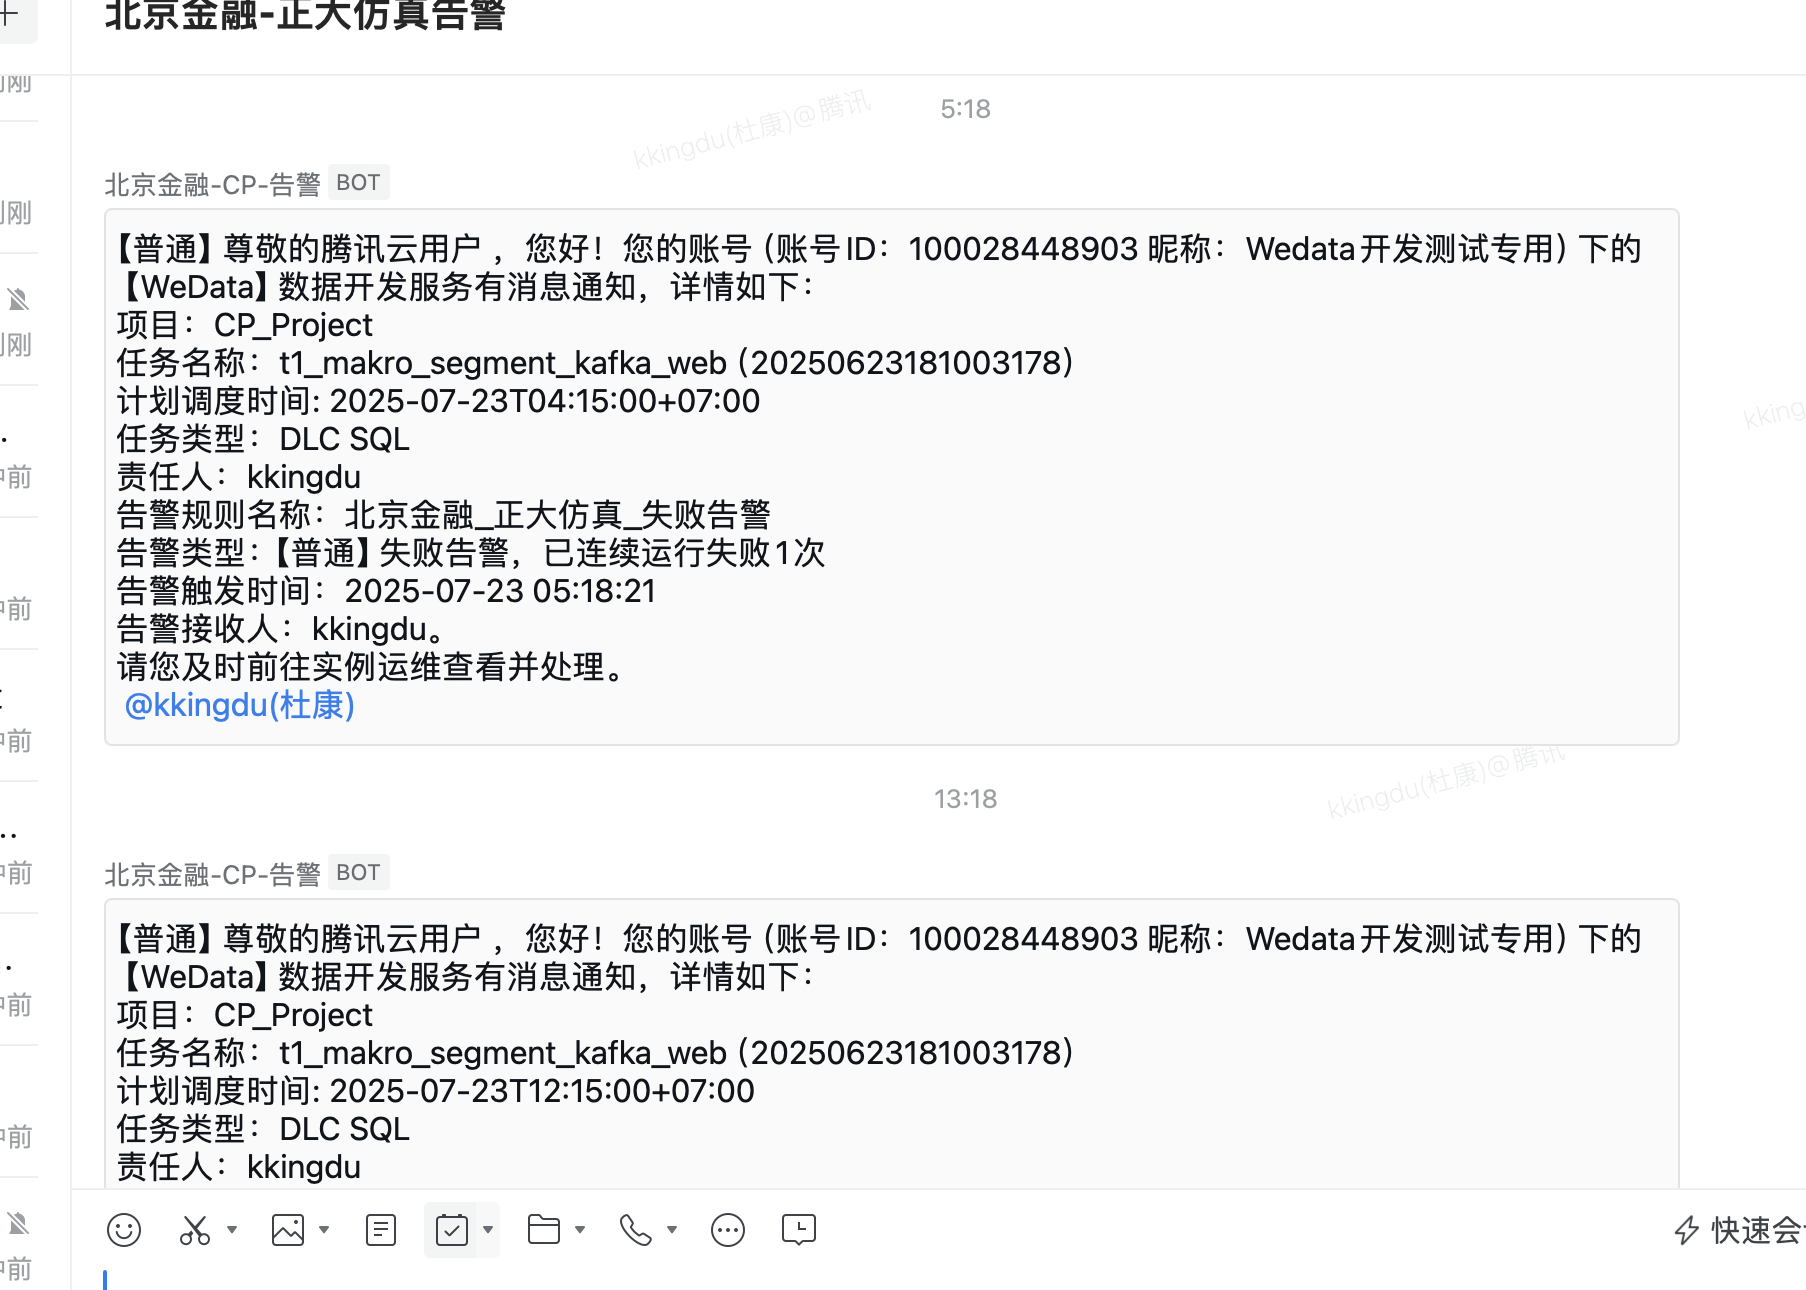 北京金融-正大仿真告警
刚
5:18
kkingdu(杜康)@腾讯
北京金融-CP-告警 BOT
刚
【普通】尊敬的腾讯云用户 ，您好！您的账号（账号ID：100028448903 昵称：Wedata开发测试专用）下的
【WeData】数据开发服务有消息通知，详情如下：
项目：CP_Project
刚
任务名称：t1_makro_segment_kafka_web（20250623181003178）
计划调度时间: 2025-07-23T04:15:00+07:00
kking
任务类型：DLC SQL
责任人：kkingdu
前
告警规则名称：北京金融_正大仿真_失败告警
告警类型：【普通】失败告警，已连续运行失败1次
告警触发时间：2025-07-23 05:18:21
前
告警接收人：kkingdu。
请您及时前往实例运维查看并处理。
@kkingdu(杜康)
前
kkingdu(杜康)@腾讯
13:18
北京金融-CP-告警 BOT
前
【普通】尊敬的腾讯云用户 ，您好！您的账号（账号ID：100028448903 昵称：Wedata开发测试专用）下的
【WeData】数据开发服务有消息通知，详情如下：
前
项目：CP_Project
任务名称：t1_makro_segment_kafka_web（20250623181003178）
计划调度时间: 2025-07-23T12:15:00+07:00
任务类型：DLC SQL
前
责任人：kkingdu
快速会
前